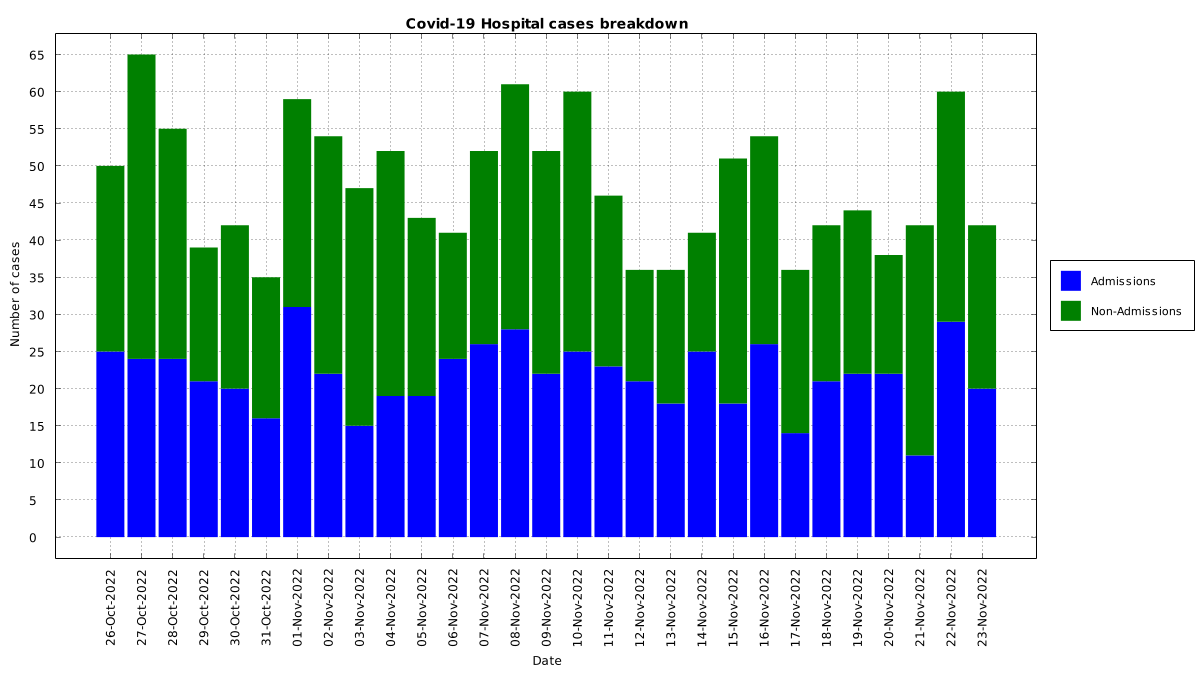 Covid-19 Hospital cases breakdown
65
60
55
50
45
40
35
30
25
20
15
10
5
0
Number of cases
26-Oct-2022
27-Oct-2022
28-Oct-2022
29-Oct-2022
30-Oct-2022
31-Oct-2022
01-Nov-2022
02-Nov-2022
03-Nov-2022
04-Nov-2022
05-Nov-2022
06-Nov-2022
07-Nov-2022
08-Nov-2022
09-Nov-2022
10-Nov-2022
11-Nov-2022
12-Nov-2022
13-Nov-2022
14-Nov-2022
15-Nov-2022
16-Nov-2022
17-Nov-2022
18-Nov-2022
19-Nov-2022
20-Nov-2022
21-Nov-2022
22-Nov-2022
23-Nov-2022
Date
Admissions
Non-Admissions